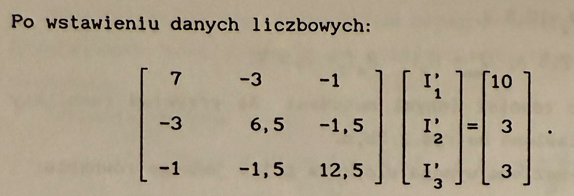 Po wstawieniu danych liczbowych:
7 -3 -1 I'1 10
-3 6,5 -1,5 I'2 = 3 .
-1 -1,5 12,5 I'3 3